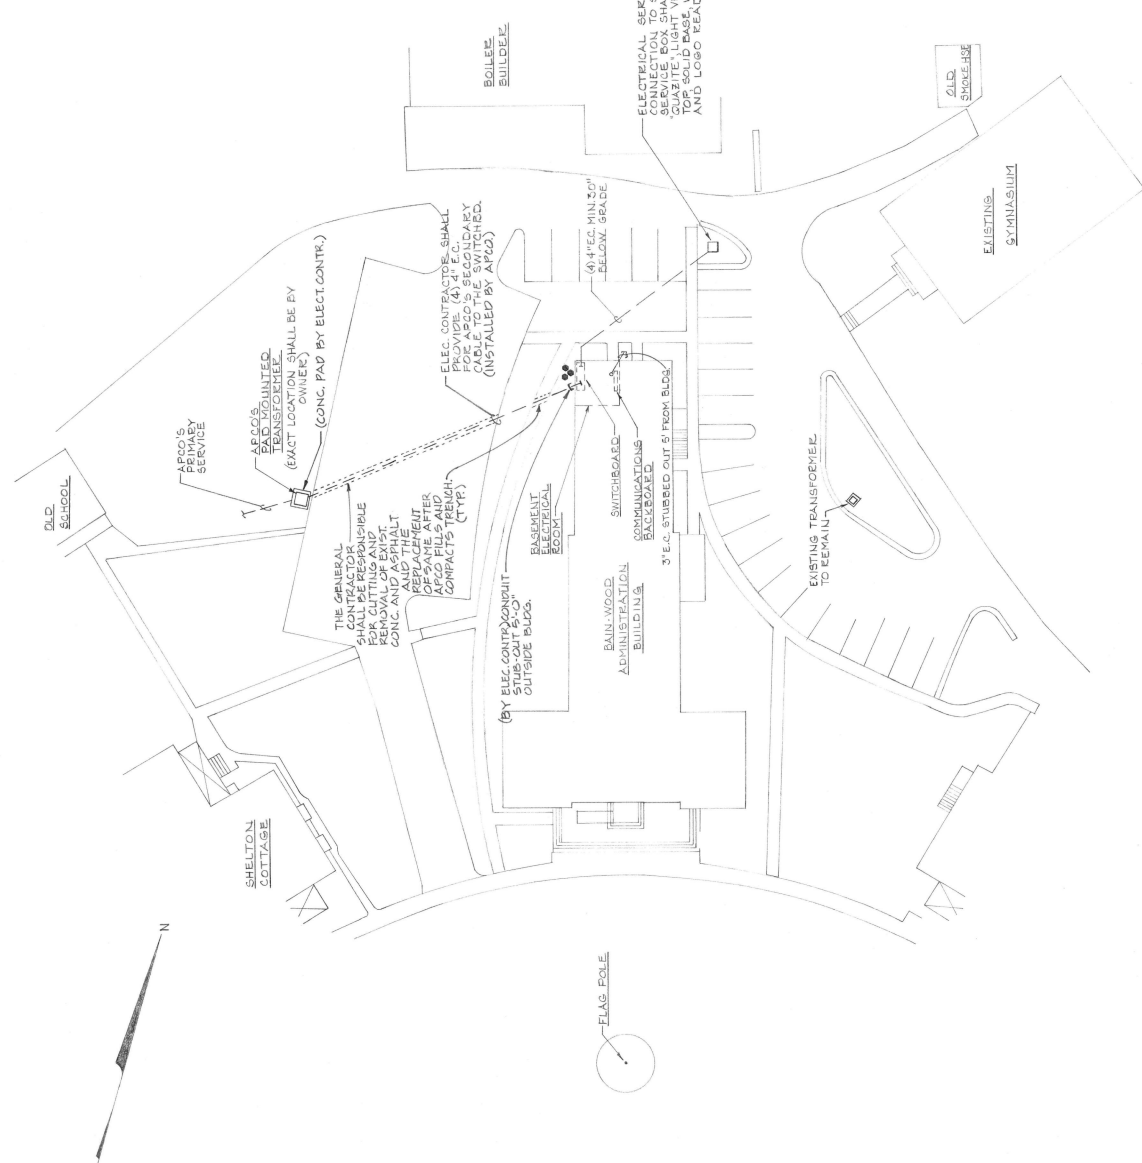 OLD
SCHOOL
APCO'S
PRIMARY
SERVICE
APCO'S
PAD MOUNTED
TRANSFORMER
(EXACT LOCATION SHALL BE BY
OWNER)
(CONC. PAD BY ELECT. CONTR.)
THE GENERAL
CONTRACTOR
SHALL BE RESPONSIBLE
FOR CUTTING AND
REMOVAL OF EXIST.
CONC. AND ASPHALT
AND THE
REPLACEMENT
OF SAME AFTER
APCO FILLS AND
COMPACTS TRENCH.
(TYP.)
ELEC. CONTRACTOR SHALL
PROVIDE (4) 4" E.C.
FOR APCO'S SECONDARY
CABLE TO THE SWITCHBD.
(INSTALLED BY APCO.)
BOILER
BUILDER
ELECTRICAL SER
CONNECTION TO S
SERVICE BOX SHA
"QUAZITE", LIGHT V
TOP, SOLID BASE,
AND LOGO READ
(4) 4" E.C. MIN. 30"
BELOW GRADE
OLD
SMOKE HSE
EXISTING
GYMNASIUM
(BY ELEC. CONTR.) CONDUIT
STUB-OUT 5'-0"
OUTSIDE BLDG.
BASEMENT
ELECTRICAL
ROOM
SWITCHBOARD
COMMUNICATIONS
BACKBOARD
3" E.C. STUBBED OUT 5' FROM BLDG.
BAIN-WOOD
ADMINISTRATION
BUILDING
EXISTING TRANSFORMER
TO REMAIN
SHELTON
COTTAGE
N
FLAG POLE